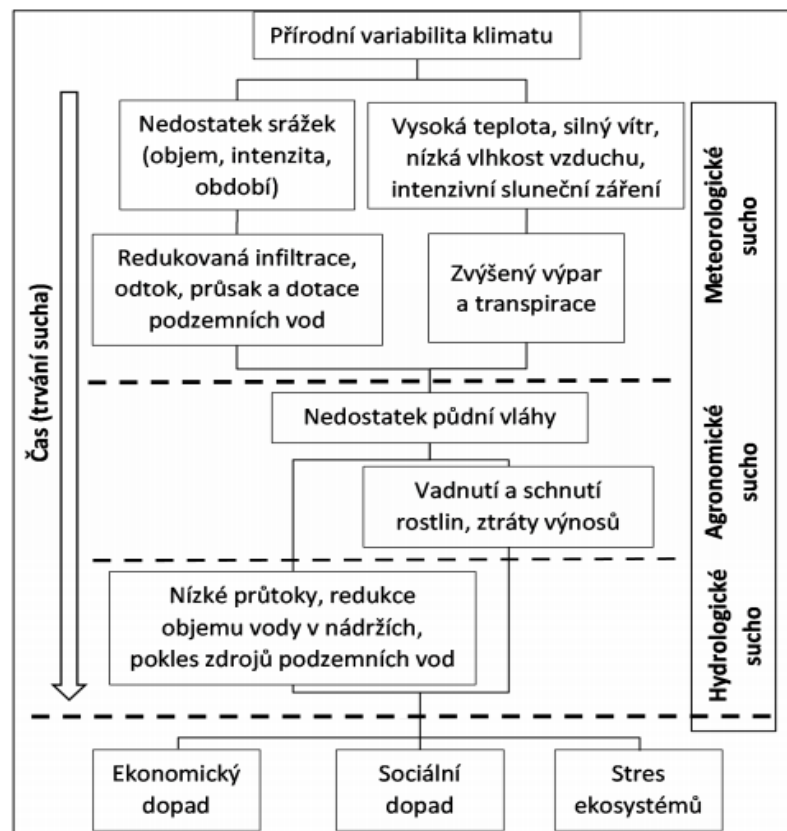 Přírodní variabilita klimatu
Nedostatek srážek
(objem, intenzita,
období)
Vysoká teplota, silný vítr,
nízká vlhkost vzduchu,
intenzivní sluneční záření
Redukovaná infiltrace,
odtok, průsak a dotace
podzemních vod
Zvýšený výpar
a transpirace
Meteorologické
sucho
Čas (trvání sucha)
Nedostatek půdní vláhy
Vadnutí a schnutí
rostlin, ztráty výnosů
Agronomické
sucho
Nízké průtoky, redukce
objemu vody v nádržích,
pokles zdrojů podzemních vod
Hydrologické
sucho
Ekonomický
dopad
Sociální
dopad
Stres
ekosystémů